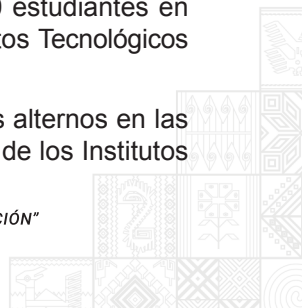 estudiantes en
tos Tecnológicos
s alternos en las
de los Institutos
CIÓN"